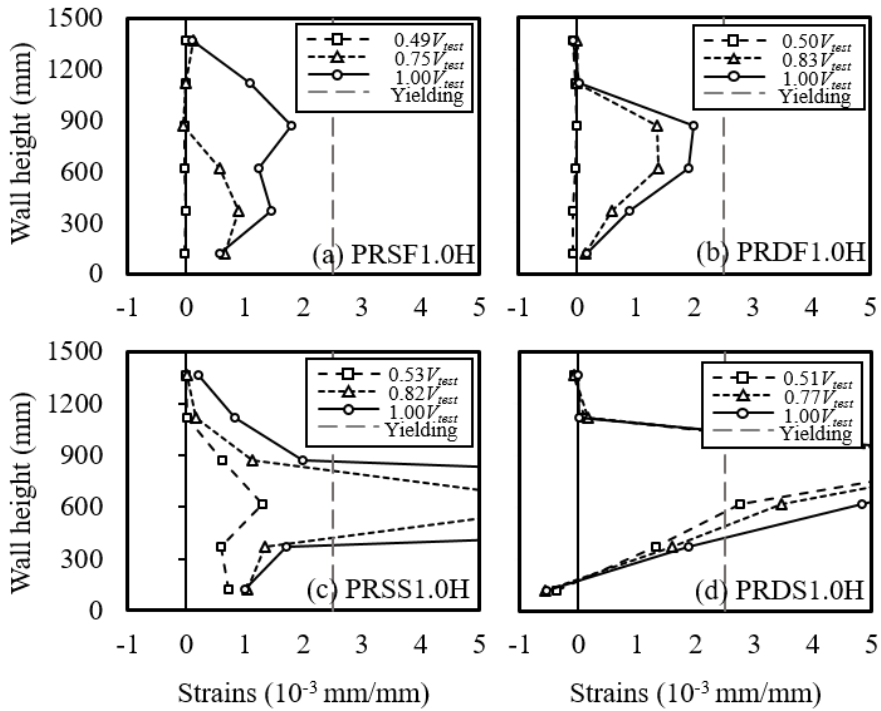 Wall height (mm)
1500
1200
900
600
300
0
-1 0 1 2 3 4 5
0.49Vtest
0.75Vtest
1.00Vtest
Yielding
(a) PRSF1.0H
-1 0 1 2 3 4 5
0.50Vtest
0.83Vtest
1.00Vtest
Yielding
(b) PRDF1.0H
Wall height (mm)
1500
1200
900
600
300
0
-1 0 1 2 3 4 5
0.53Vtest
0.82Vtest
1.00Vtest
Yielding
(c) PRSS1.0H
Strains (10-3 mm/mm)
-1 0 1 2 3 4 5
0.51Vtest
0.77Vtest
1.00Vtest
Yielding
(d) PRDS1.0H
Strains (10-3 mm/mm)